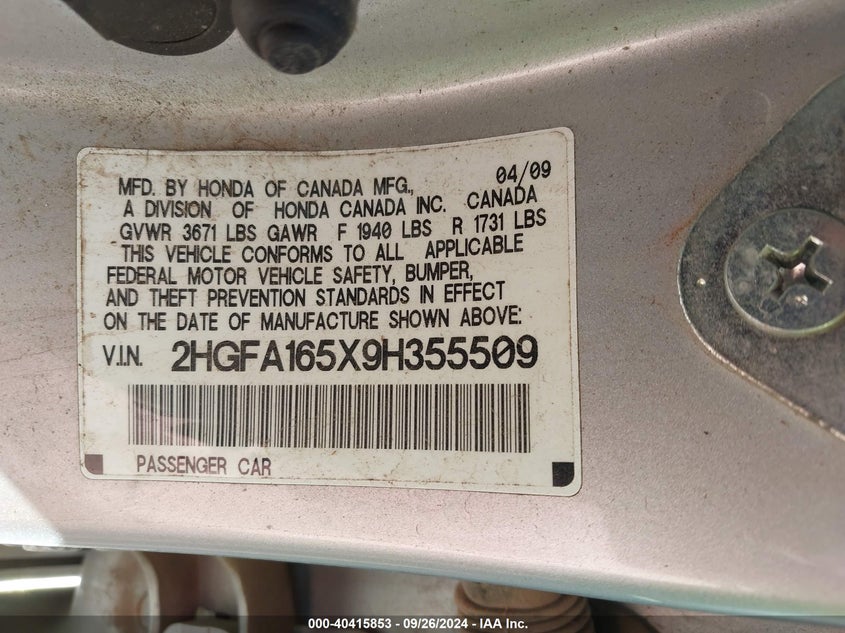 04/09
MFD. BY HONDA OF CANADA MFG.,
A DIVISION OF HONDA CANADA INC. CANADA
GVWR 3671 LBS GAWR F 1940 LBS R 1731 LBS
THIS VEHICLE CONFORMS TO ALL APPLICABLE
FEDERAL MOTOR VEHICLE SAFETY, BUMPER,
AND THEFT PREVENTION STANDARDS IN EFFECT
ON THE DATE OF MANUFACTURE SHOWN ABOVE:
V.I.N. 2HGFA165X9H355509
PASSENGER CAR
000-40415853 - 09/26/2024 - IAA Inc.